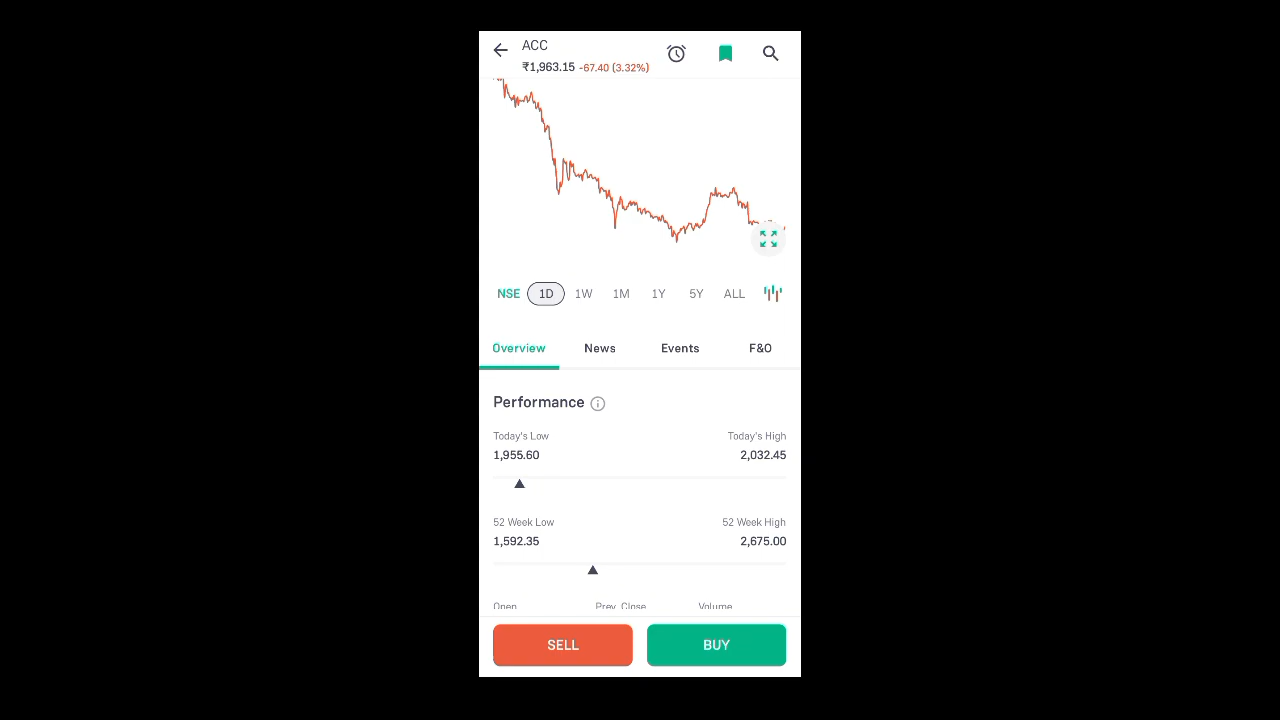 ACC
₹1,963.15 -67.40 (3.32%)
NSE 1D 1W 1M 1Y 5Y ALL
Overview News Events F&O
Performance
Today's Low Today's High
1,955.60 2,032.45
52 Week Low 52 Week High
1,592.35 2,675.00
Open Prev. Close Volume
SELL BUY